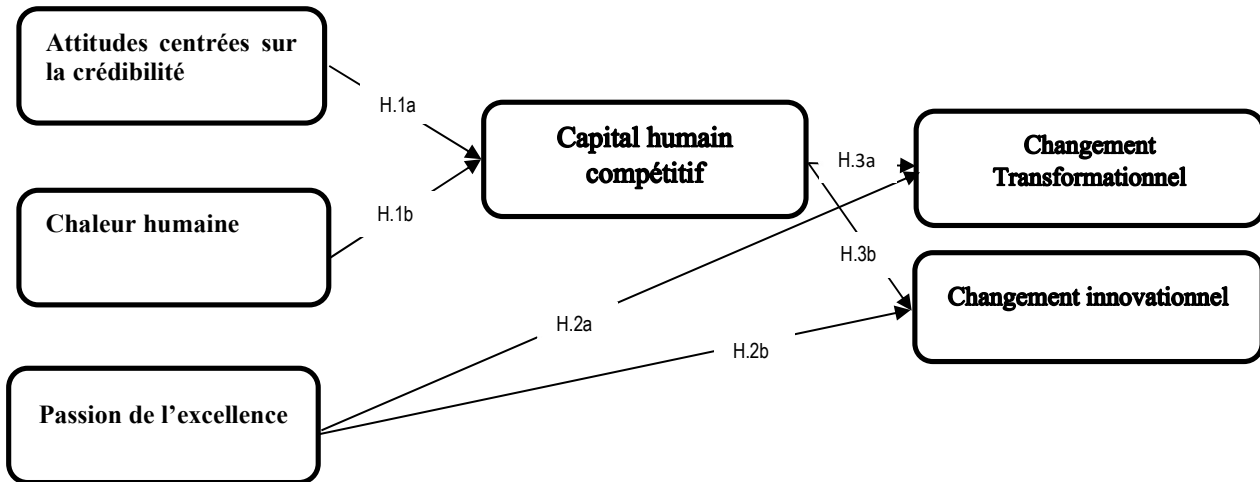 Attitudes centrées sur
la crédibilité
H.1a
Capital humain
compétitif
H.3a
Changement
Transformationnel
Chaleur humaine
H.1b
H.3b
Changement innovationnel
H.2a
H.2b
Passion de l’excellence